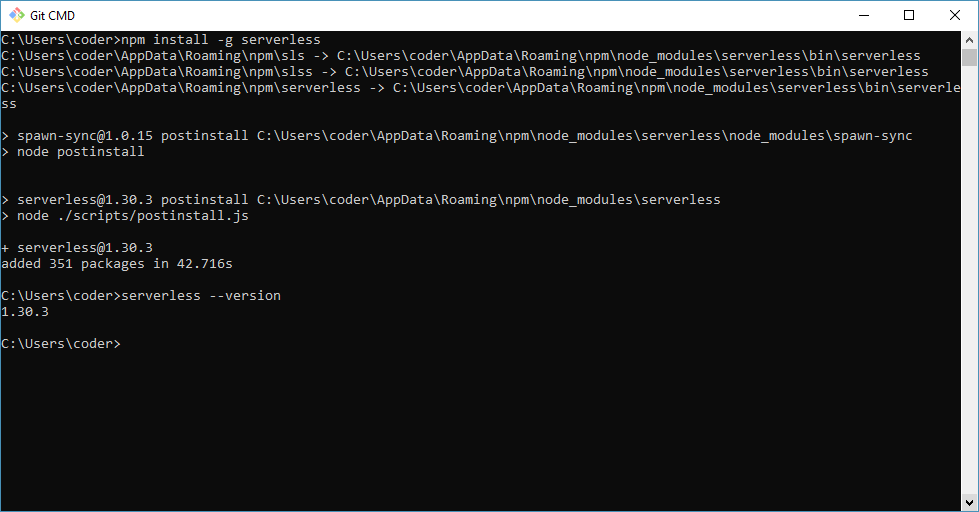 Git CMD
C:\Users\coder>npm install -g serverless
C:\Users\coder\AppData\Roaming\npm\sls -> C:\Users\coder\AppData\Roaming\npm\node_modules\serverless\bin\serverless
C:\Users\coder\AppData\Roaming\npm\slss -> C:\Users\coder\AppData\Roaming\npm\node_modules\serverless\bin\serverless
C:\Users\coder\AppData\Roaming\npm\serverless -> C:\Users\coder\AppData\Roaming\npm\node_modules\serverless\bin\serverle
ss
> spawn-sync@1.0.15 postinstall C:\Users\coder\AppData\Roaming\npm\node_modules\serverless\node_modules\spawn-sync
> node postinstall
> serverless@1.30.3 postinstall C:\Users\coder\AppData\Roaming\npm\node_modules\serverless
> node ./scripts/postinstall.js
+ serverless@1.30.3
added 351 packages in 42.716s
C:\Users\coder>serverless --version
1.30.3
C:\Users\coder>